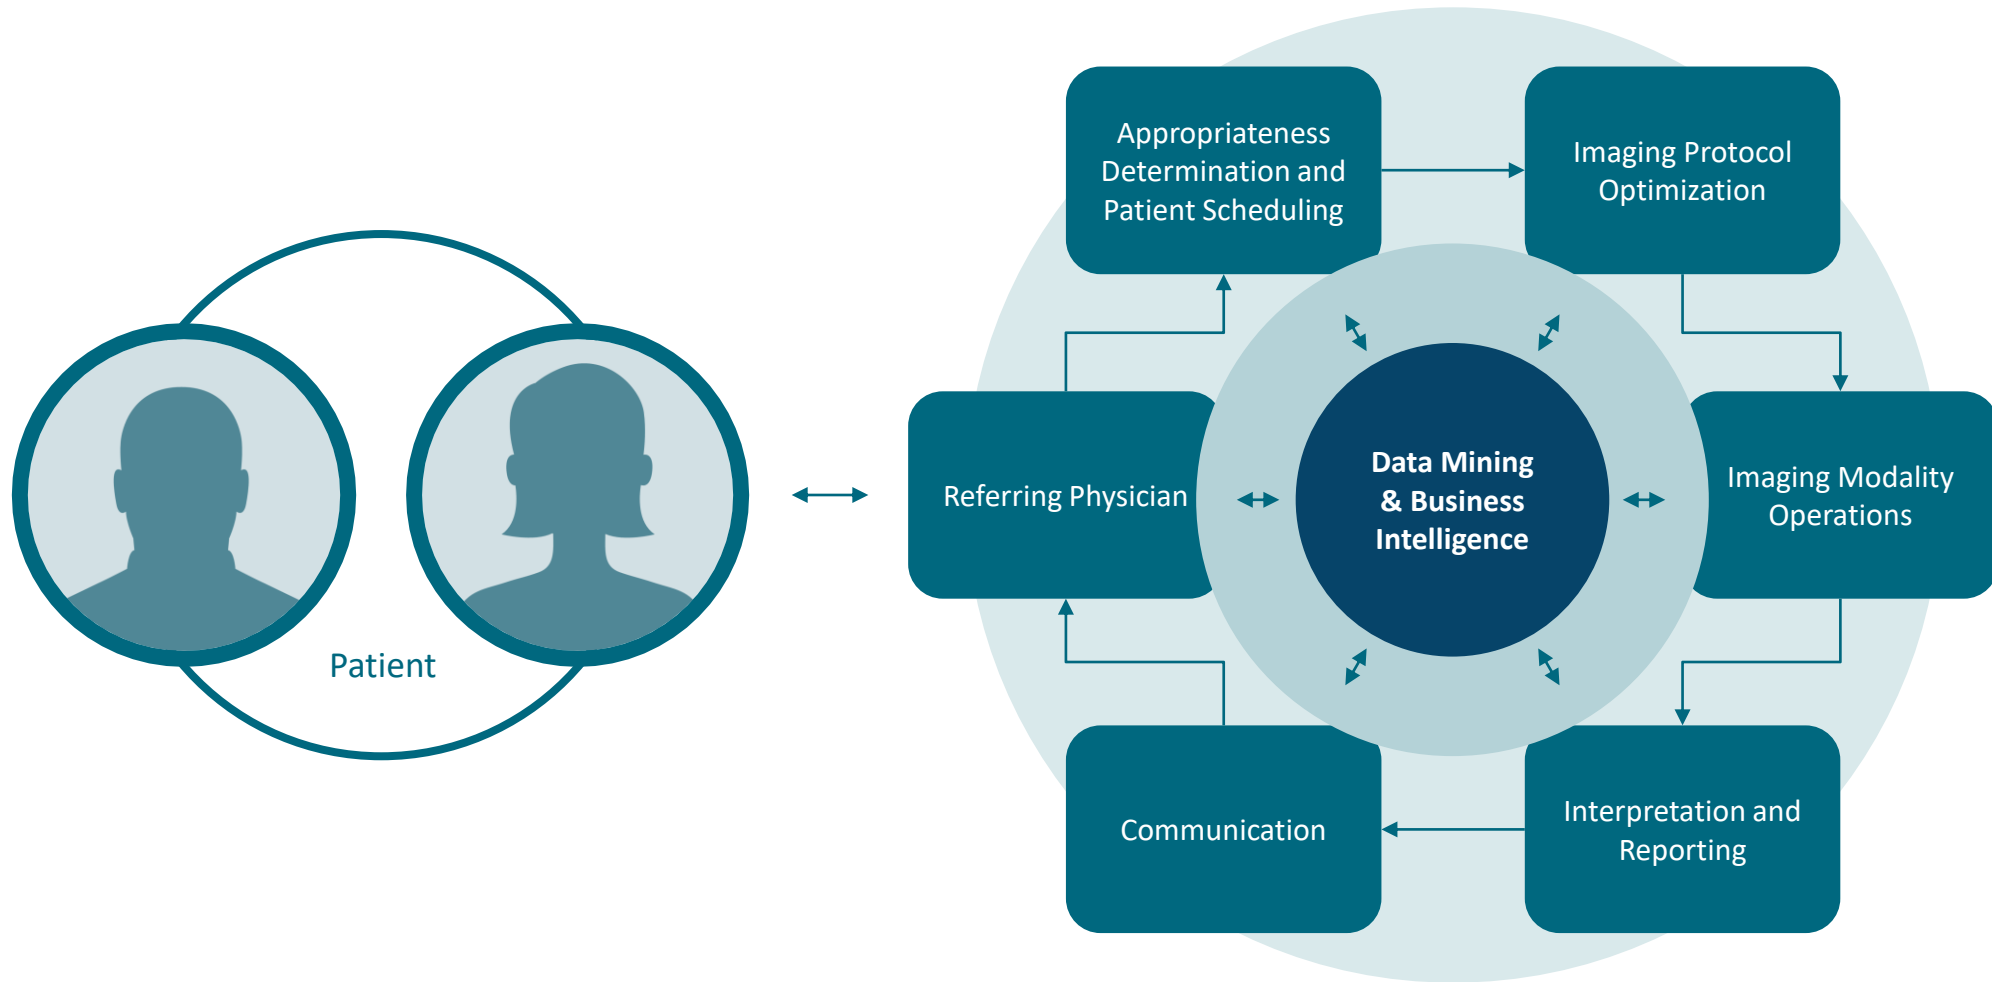 Patient
Appropriateness
Determination and
Patient Scheduling
Imaging Protocol
Optimization
Referring Physician
Data Mining
& Business
Intelligence
Imaging Modality
Operations
Communication
Interpretation and
Reporting